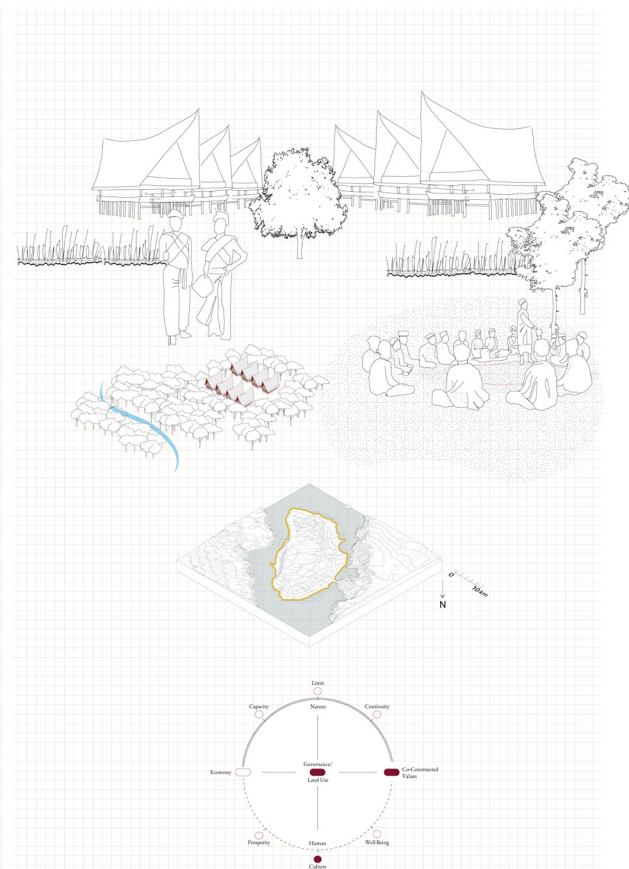 0
10km
N
Limit
Capacity
Nature
Continuity
Economy
Governance/
Land Use
Co-Constructed
Values
Prosperity
Human
Well Being
Culture